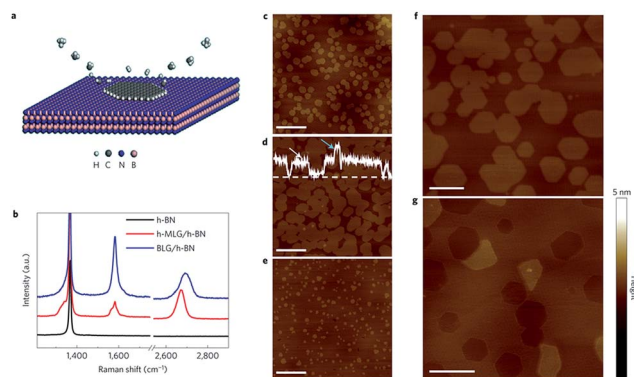 a
H C N B
b
h-BN
h-MLG/h-BN
BLG/h-BN
Intensity (a.u.)
1,400 1,600 2,600 2,800
Raman shift (cm⁻¹)
c
d
e
f
g
5 nm
Height